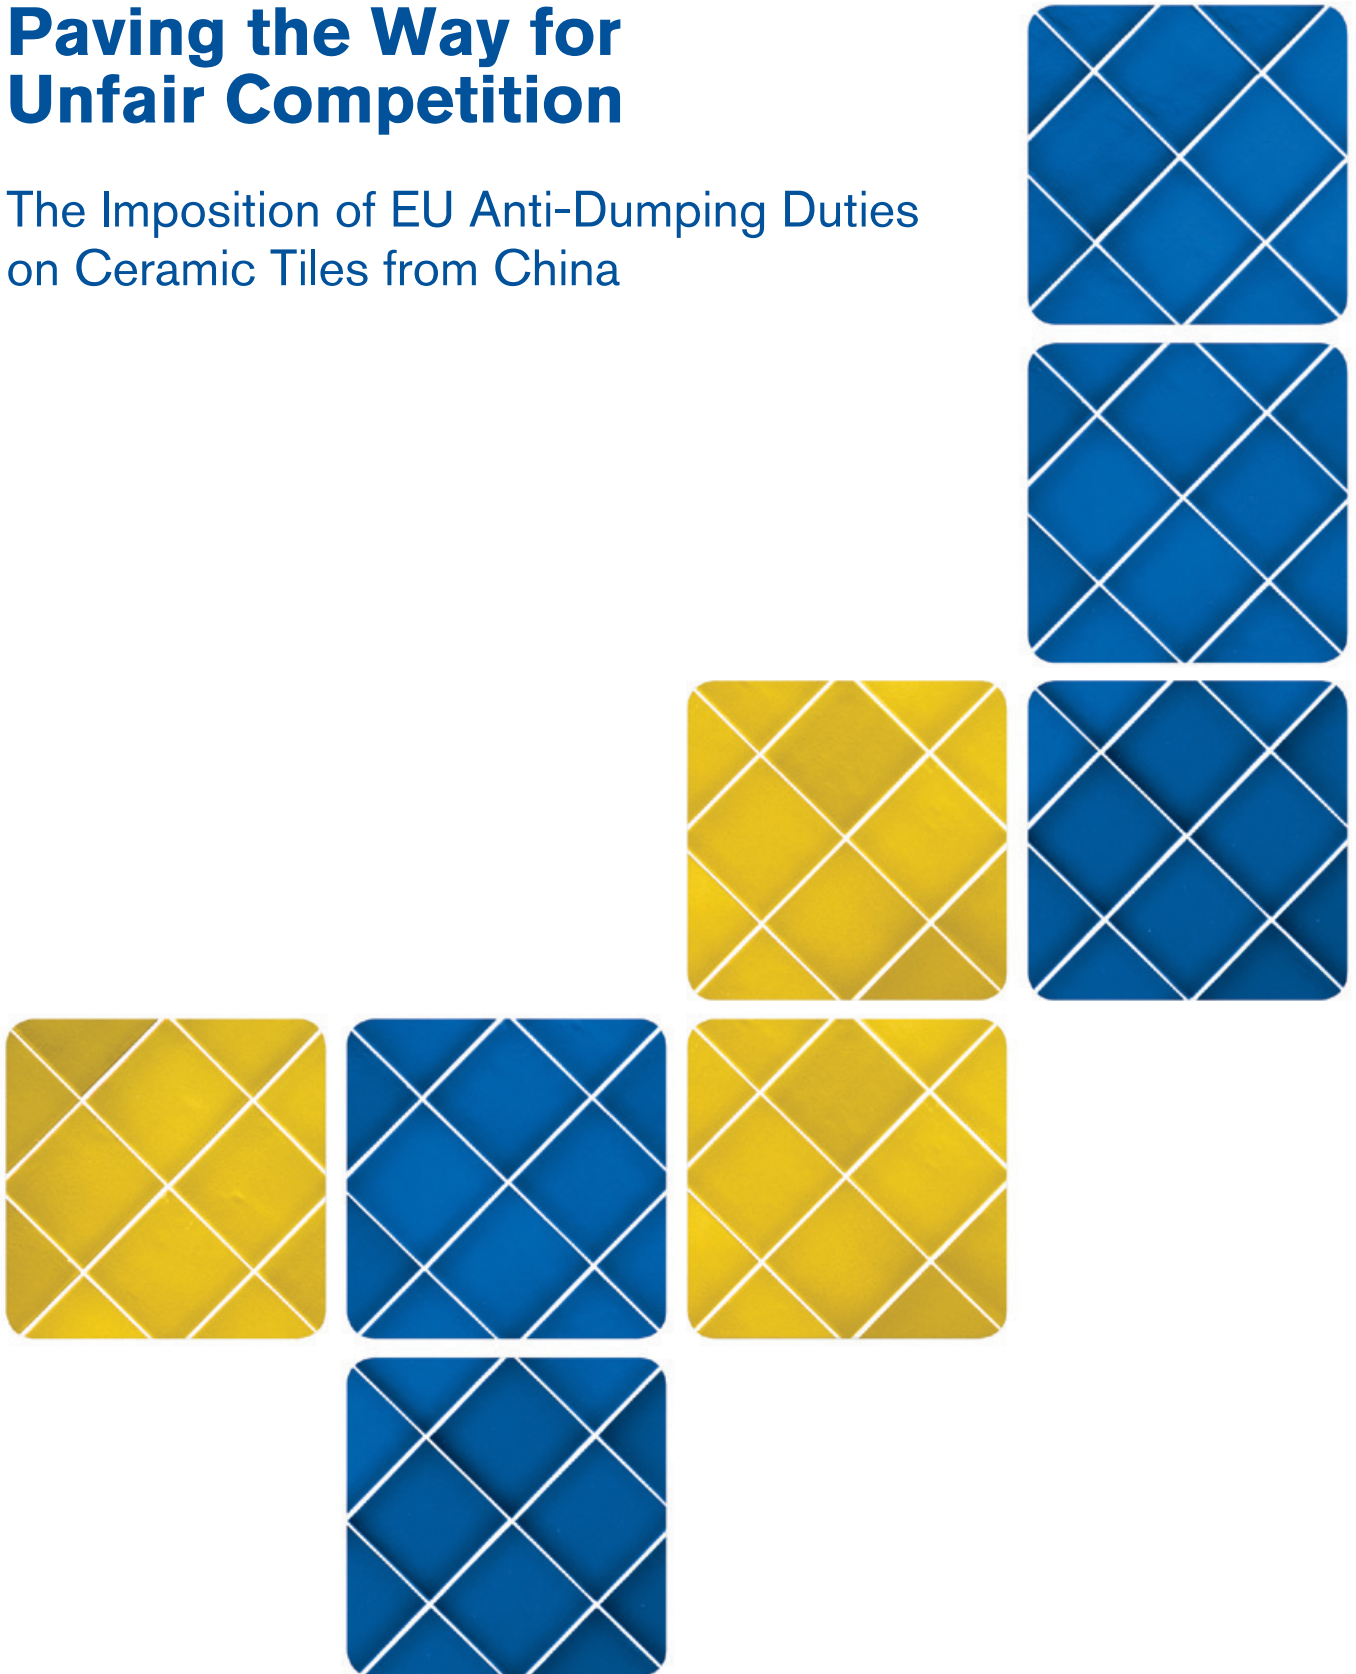 Paving the Way for
Unfair Competition
The Imposition of EU Anti-Dumping Duties
on Ceramic Tiles from China